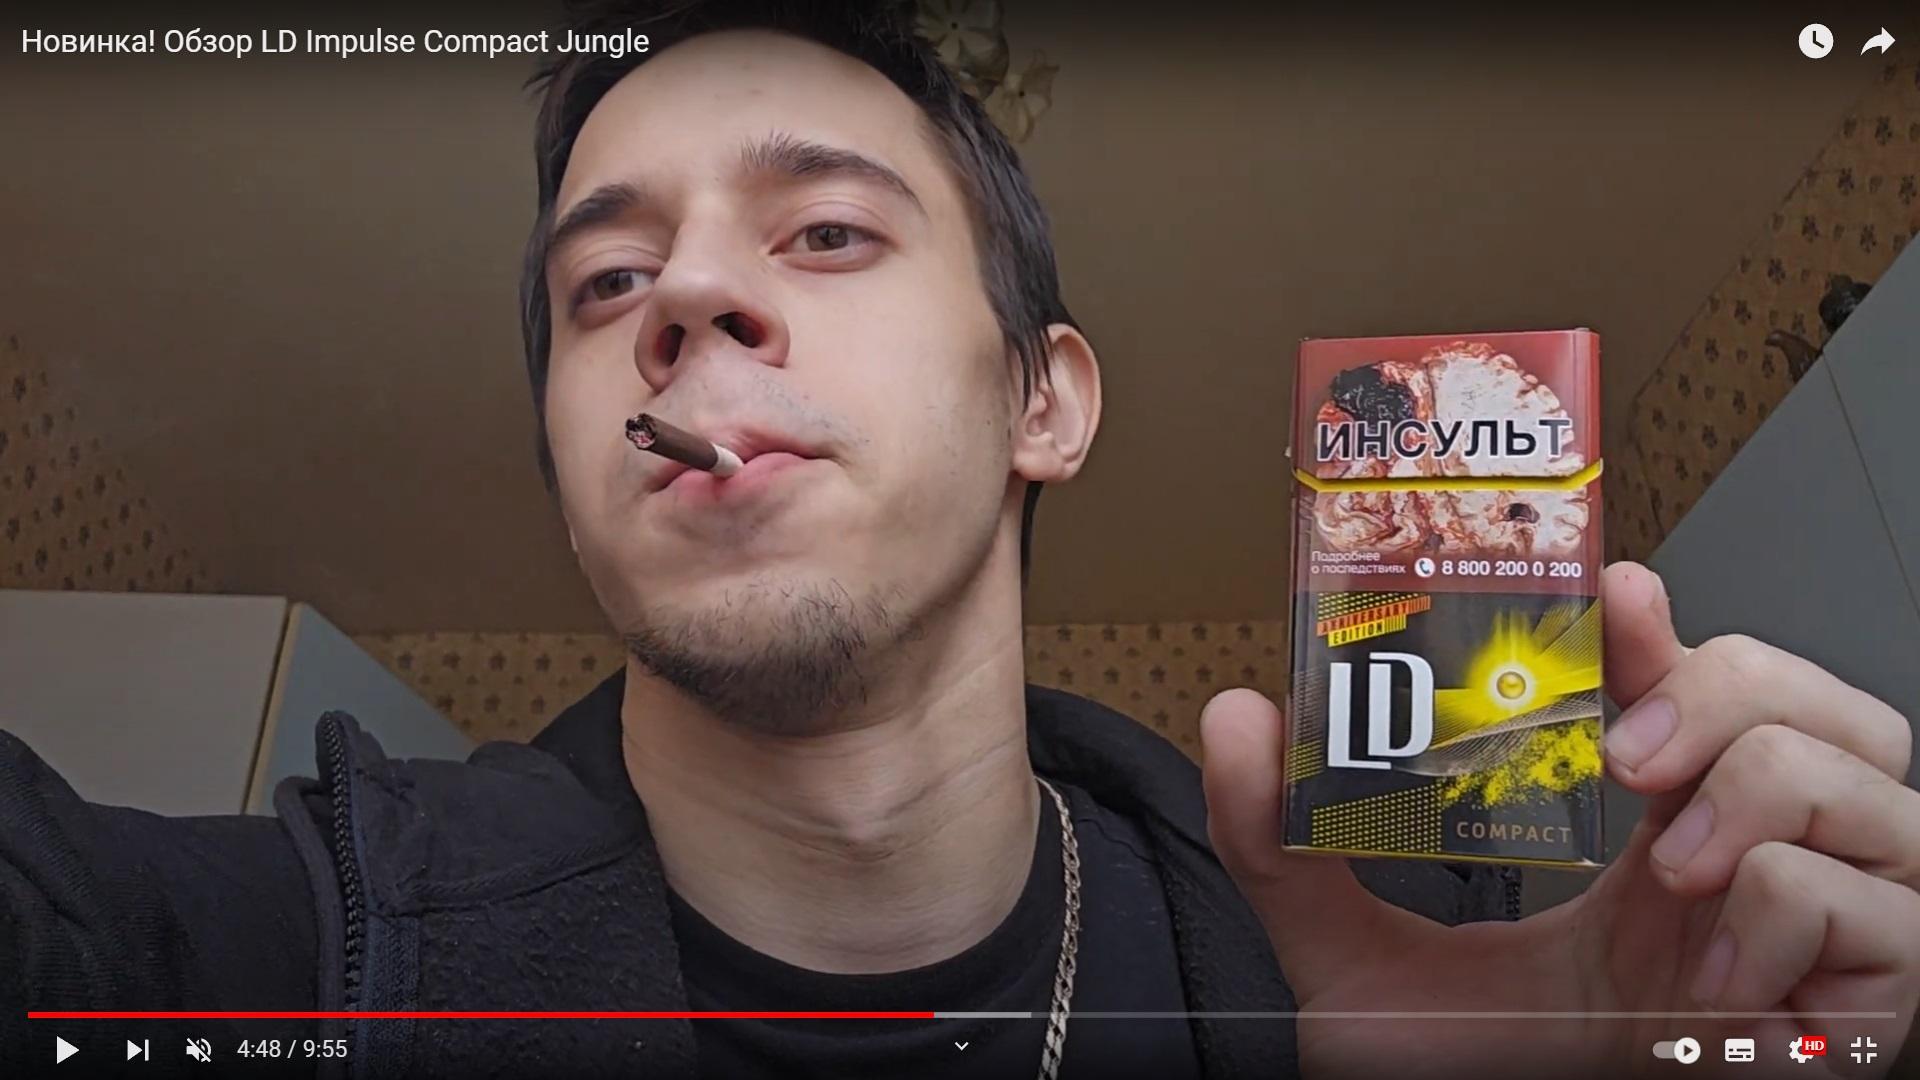 Новинка! Обзор LD Impulse Compact Jungle
ИНСУЛЬТ
Подробнее
о последствиях 8 800 200 0 200
ANNIVERSARY
EDITION
LD
COMPACT
4:48 / 9:55
HD